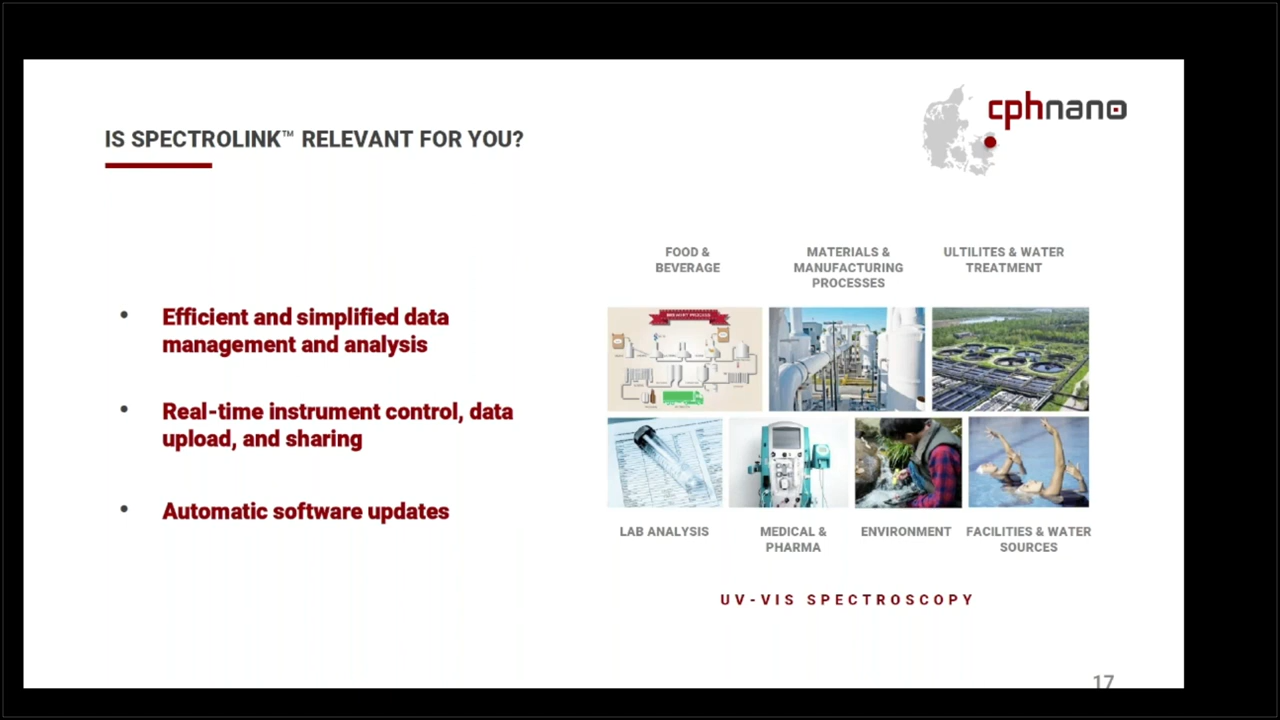 cphnano
IS SPECTROLINK™ RELEVANT FOR YOU?
• Efficient and simplified data
management and analysis
• Real-time instrument control, data
upload, and sharing
• Automatic software updates
FOOD &
BEVERAGE
MATERIALS &
MANUFACTURING
PROCESSES
ULTILITES & WATER
TREATMENT
LAB ANALYSIS
MEDICAL &
PHARMA
ENVIRONMENT
FACILITIES & WATER
SOURCES
UV-VIS SPECTROSCOPY
17